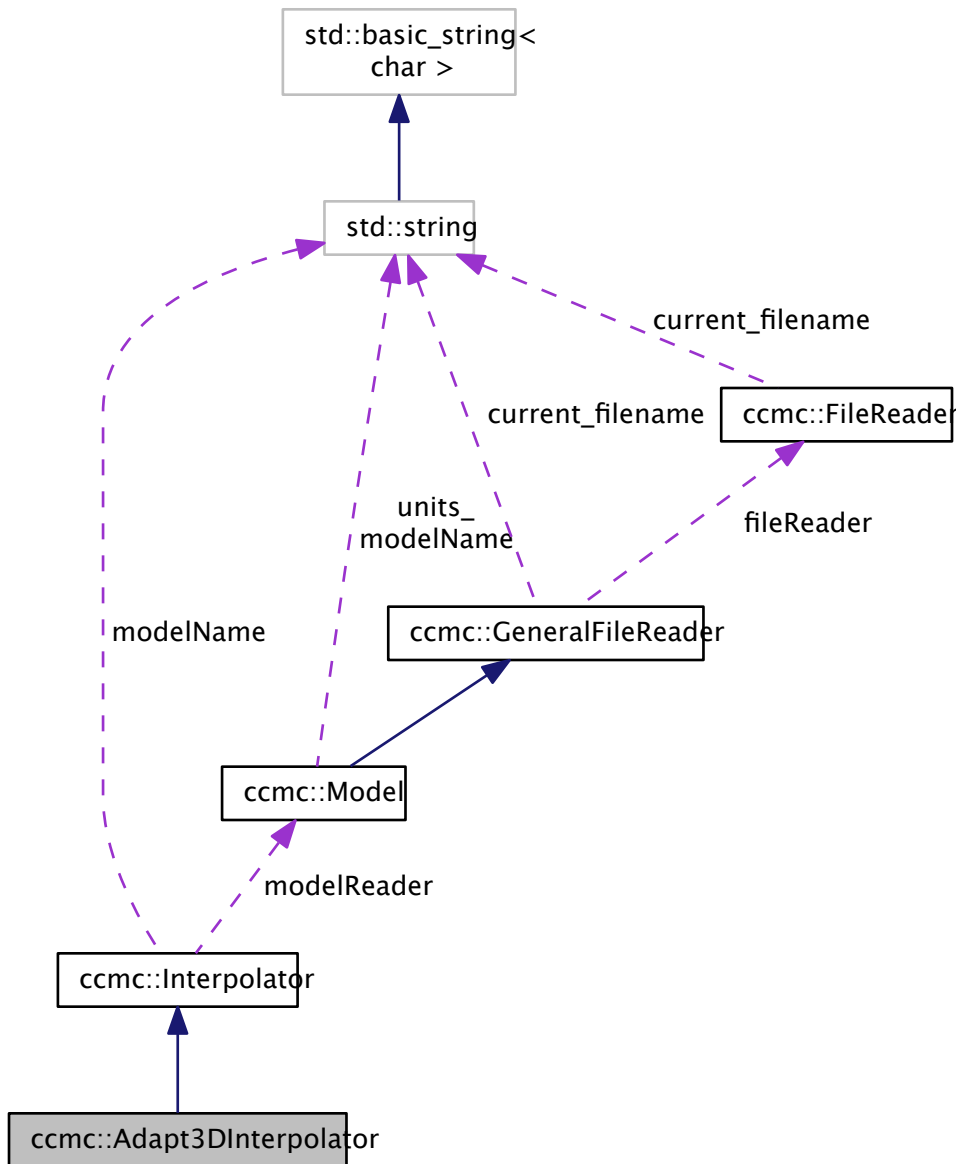 std::basic_string<
char >
std::string
current_filename
ccmc::FileReader
current_filename
units_
modelName
fileReader
modelName
ccmc::GeneralFileReader
ccmc::Model
modelReader
ccmc::Interpolator
ccmc::Adapt3DInterpolator